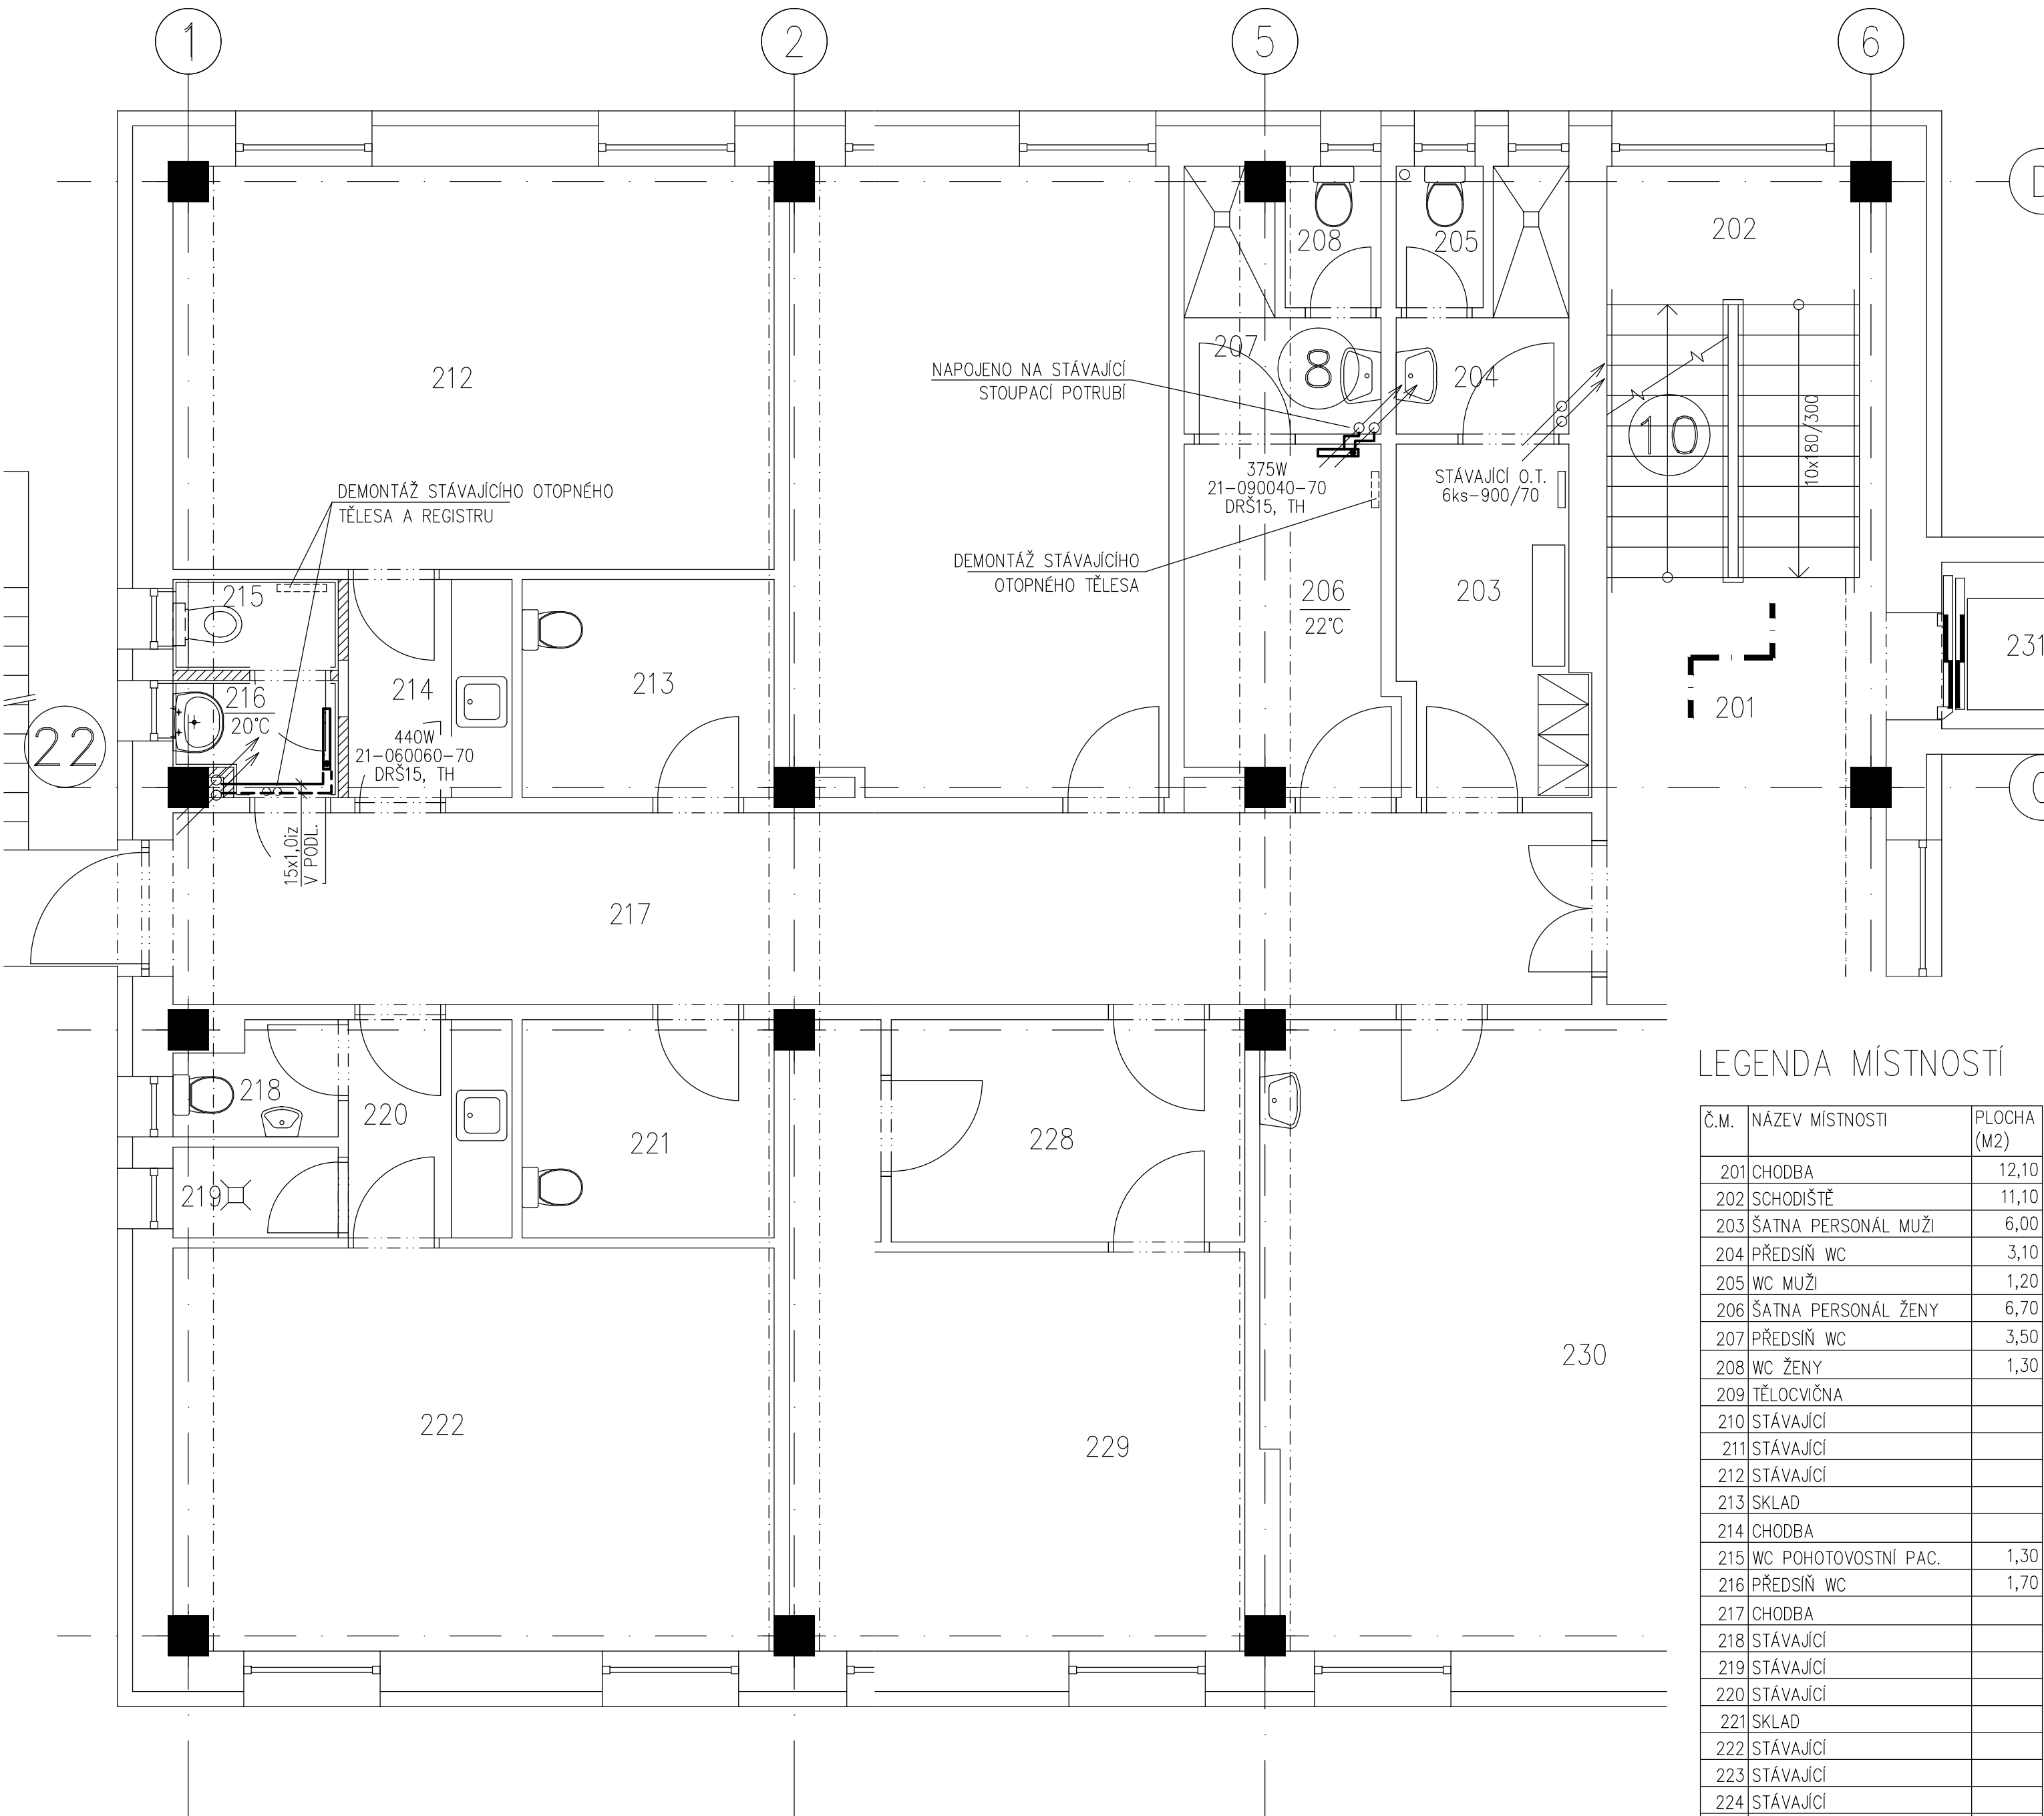 1
2
5
6
D
202
208
205
212
207
8
204
NAPOJENO NA STÁVAJÍCÍ
STOUPACÍ POTRUBÍ
10
10x180/300
375W
21-090040-70
DRŠ15, TH
STÁVAJÍCÍ O.T.
6ks-900/70
DEMONTÁŽ STÁVAJÍCÍHO OTOPNÉHO
TĚLESA A REGISTRU
DEMONTÁŽ STÁVAJÍCÍHO
OTOPNÉHO TĚLESA
215
206
22°C
203
231
213
214
216
20°C
201
22
440W
21-060060-70
DRŠ15, TH
15x1,0iz
V PODL.
217
218
220
221
228
219
230
222
229
LEGENDA MÍSTNOSTÍ
Č.M. NÁZEV MÍSTNOSTI PLOCHA
(M2)
201 CHODBA 12,10
202 SCHODIŠTĚ 11,10
203 ŠATNA PERSONÁL MUŽI 6,00
204 PŘEDSÍŇ WC 3,10
205 WC MUŽI 1,20
206 ŠATNA PERSONÁL ŽENY 6,70
207 PŘEDSÍŇ WC 3,50
208 WC ŽENY 1,30
209 TĚLOCVIČNA
210 STÁVAJÍCÍ
211 STÁVAJÍCÍ
212 STÁVAJÍCÍ
213 SKLAD
214 CHODBA
215 WC POHOTOVOSTNÍ PAC. 1,30
216 PŘEDSÍŇ WC 1,70
217 CHODBA
218 STÁVAJÍCÍ
219 STÁVAJÍCÍ
220 STÁVAJÍCÍ
221 SKLAD
222 STÁVAJÍCÍ
223 STÁVAJÍCÍ
224 STÁVAJÍCÍ